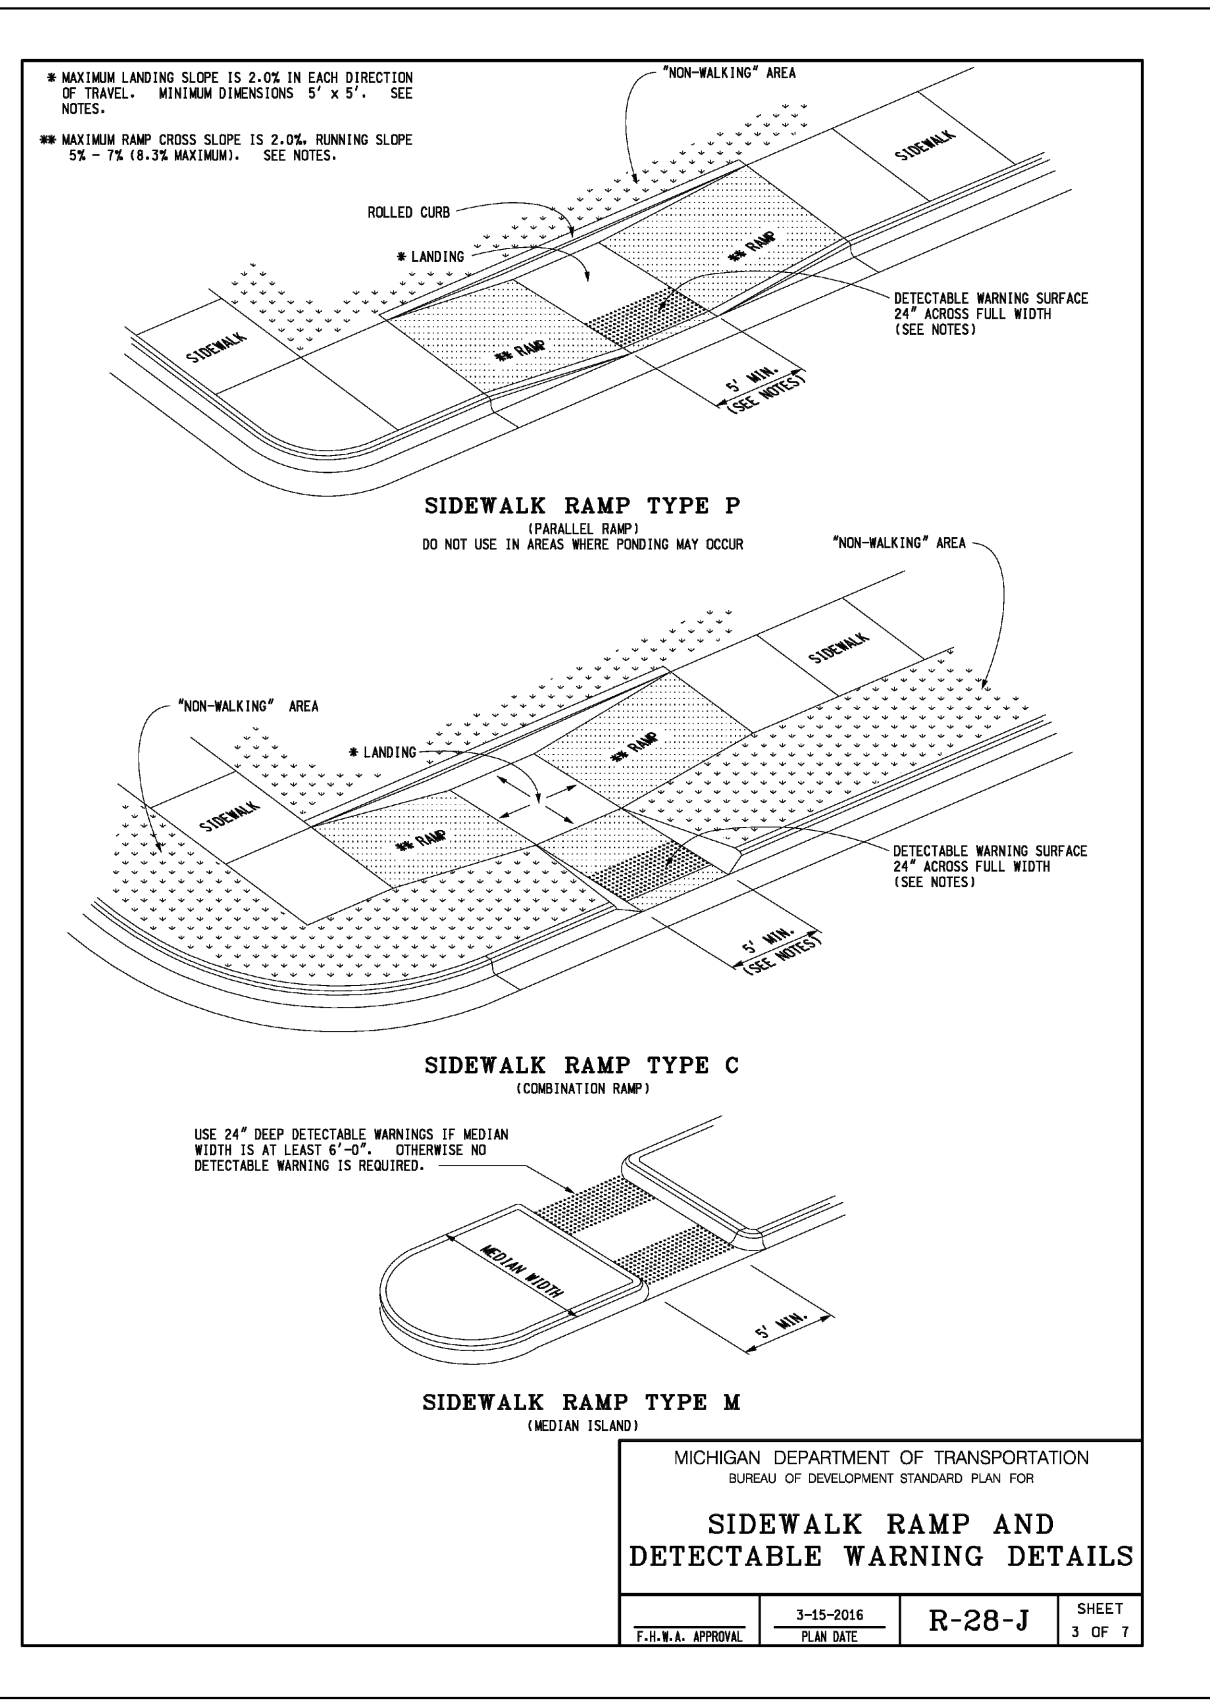 * MAXIMUM LANDING SLOPE IS 2.0% IN EACH DIRECTION
OF TRAVEL. MINIMUM DIMENSIONS 5' x 5'. SEE
NOTES.
** MAXIMUM RAMP CROSS SLOPE IS 2.0%, RUNNING SLOPE
5% - 7% (8.3% MAXIMUM). SEE NOTES.
"NON-WALKING" AREA
SIDEWALK
ROLLED CURB
* LANDING
** RAMP
DETECTABLE WARNING SURFACE
24" ACROSS FULL WIDTH
(SEE NOTES)
SIDEWALK
** RAMP
5' MIN.
(SEE NOTES)
SIDEWALK RAMP TYPE P
(PARALLEL RAMP)
DO NOT USE IN AREAS WHERE PONDING MAY OCCUR
"NON-WALKING" AREA
SIDEWALK
"NON-WALKING" AREA
* LANDING
** RAMP
SIDEWALK
** RAMP
DETECTABLE WARNING SURFACE
24" ACROSS FULL WIDTH
(SEE NOTES)
5' MIN.
(SEE NOTES)
SIDEWALK RAMP TYPE C
(COMBINATION RAMP)
USE 24" DEEP DETECTABLE WARNINGS IF MEDIAN
WIDTH IS AT LEAST 6'-0". OTHERWISE NO
DETECTABLE WARNING IS REQUIRED.
MEDIAN WIDTH
5' MIN.
SIDEWALK RAMP TYPE M
(MEDIAN ISLAND)
MICHIGAN DEPARTMENT OF TRANSPORTATION
BUREAU OF DEVELOPMENT STANDARD PLAN FOR
SIDEWALK RAMP AND
DETECTABLE WARNING DETAILS
F.H.W.A. APPROVAL
3-15-2016
PLAN DATE
R-28-J
SHEET
3 OF 7